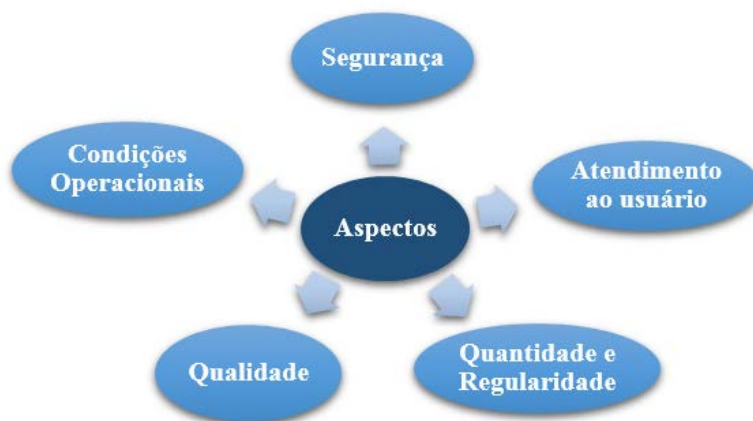 Segurança
Condições
Operacionais
Atendimento
ao usuário
Aspectos
Qualidade
Quantidade e
Regularidade